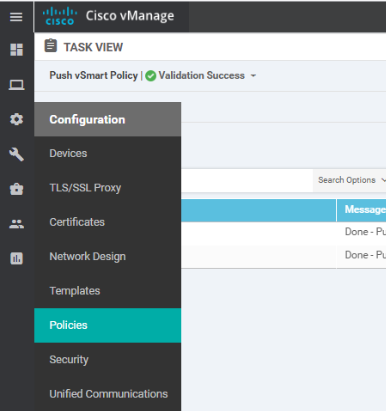 cisco
Cisco vManage
TASK VIEW
Push vSmart Policy | Validation Success
Configuration
Devices
TLS/SSL Proxy
Search Options
Certificates
Message
Done - Pu
Network Design
Done - Pu
Templates
Policies
Security
Unified Communications